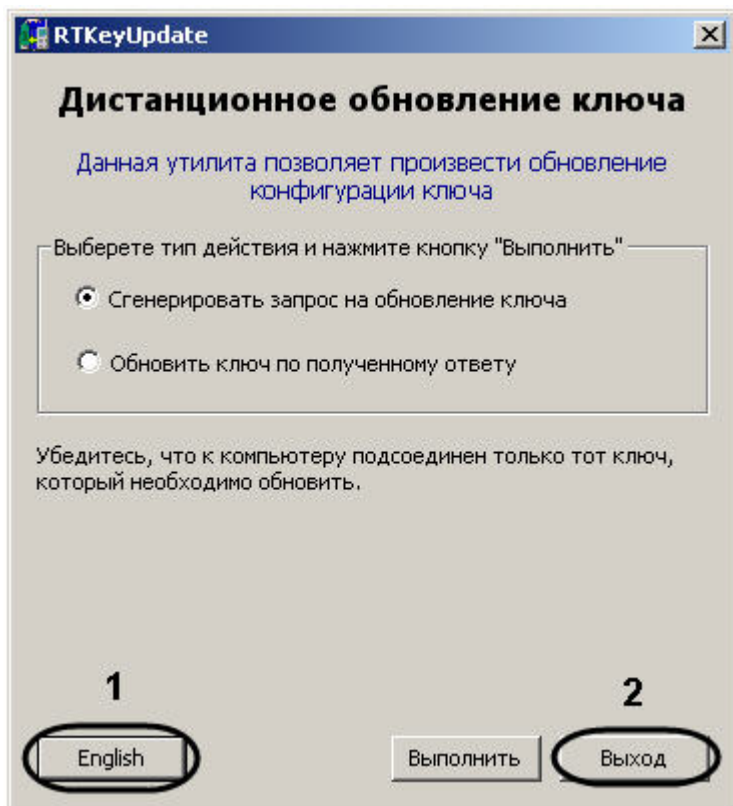 RTKeyUpdate
Дистанционное обновление ключа
Данная утилита позволяет произвести обновление
конфигурации ключа
Выберете тип действия и нажмите кнопку "Выполнить"
Сгенерировать запрос на обновление ключа
Обновить ключ по полученному ответу
Убедитесь, что к компьютеру подсоединен только тот ключ,
который необходимо обновить.
1
2
English
Выполнить
Выход